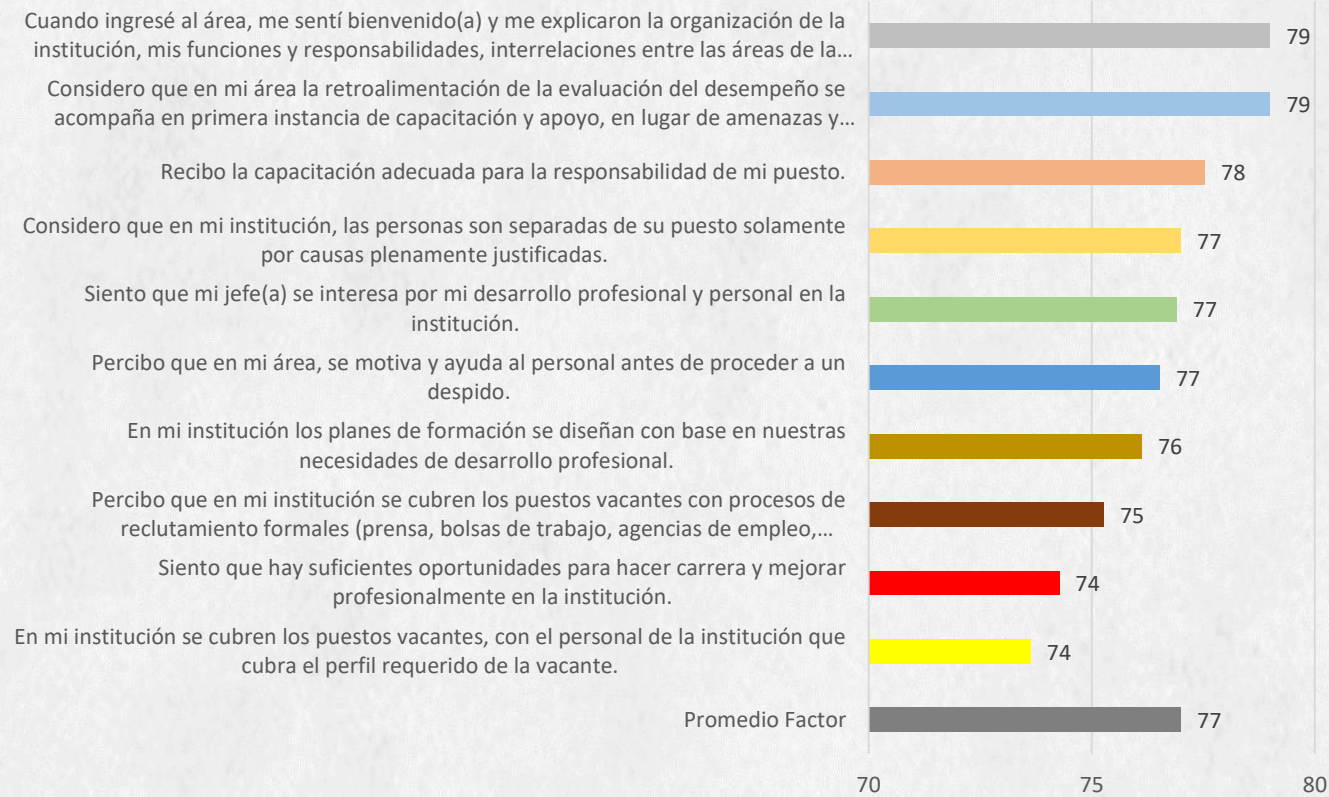 Cuando ingresé al área, me sentí bienvenido(a) y me explicaron la organización de la
institución, mis funciones y responsabilidades, interrelaciones entre las áreas de la…
79
Considero que en mi área la retroalimentación de la evaluación del desempeño se
acompaña en primera instancia de capacitación y apoyo, en lugar de amenazas y…
79
Recibo la capacitación adecuada para la responsabilidad de mi puesto.
78
Considero que en mi institución, las personas son separadas de su puesto solamente
por causas plenamente justificadas.
77
Siento que mi jefe(a) se interesa por mi desarrollo profesional y personal en la
institución.
77
Percibo que en mi área, se motiva y ayuda al personal antes de proceder a un
despido.
77
En mi institución los planes de formación se diseñan con base en nuestras
necesidades de desarrollo profesional.
76
Percibo que en mi institución se cubren los puestos vacantes con procesos de
reclutamiento formales (prensa, bolsas de trabajo, agencias de empleo,…
75
Siento que hay suficientes oportunidades para hacer carrera y mejorar
profesionalmente en la institución.
74
En mi institución se cubren los puestos vacantes, con el personal de la institución que
cubra el perfil requerido de la vacante.
74
Promedio Factor
77
70 75 80